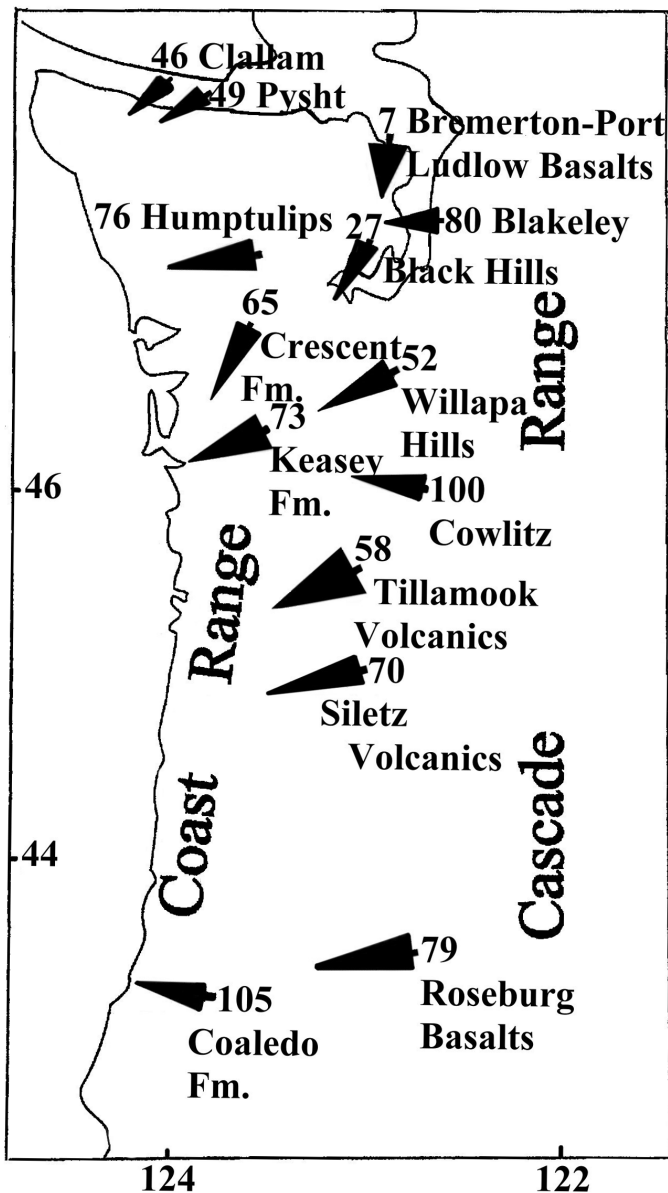 46 Clallam
49 Pysht
7 Bremerton-Port
Ludlow Basalts
76 Humptulips
27
80 Blakeley
Black Hills
65
Crescent
Fm.
52
Willapa
Hills
Range
73
Keasey
Fm.
46
100
Cowlitz
58
Tillamook
Volcanics
Coast Range
70
Siletz
Volcanics
Cascade
44
79
Roseburg
Basalts
105
Coaledo
Fm.
124
122